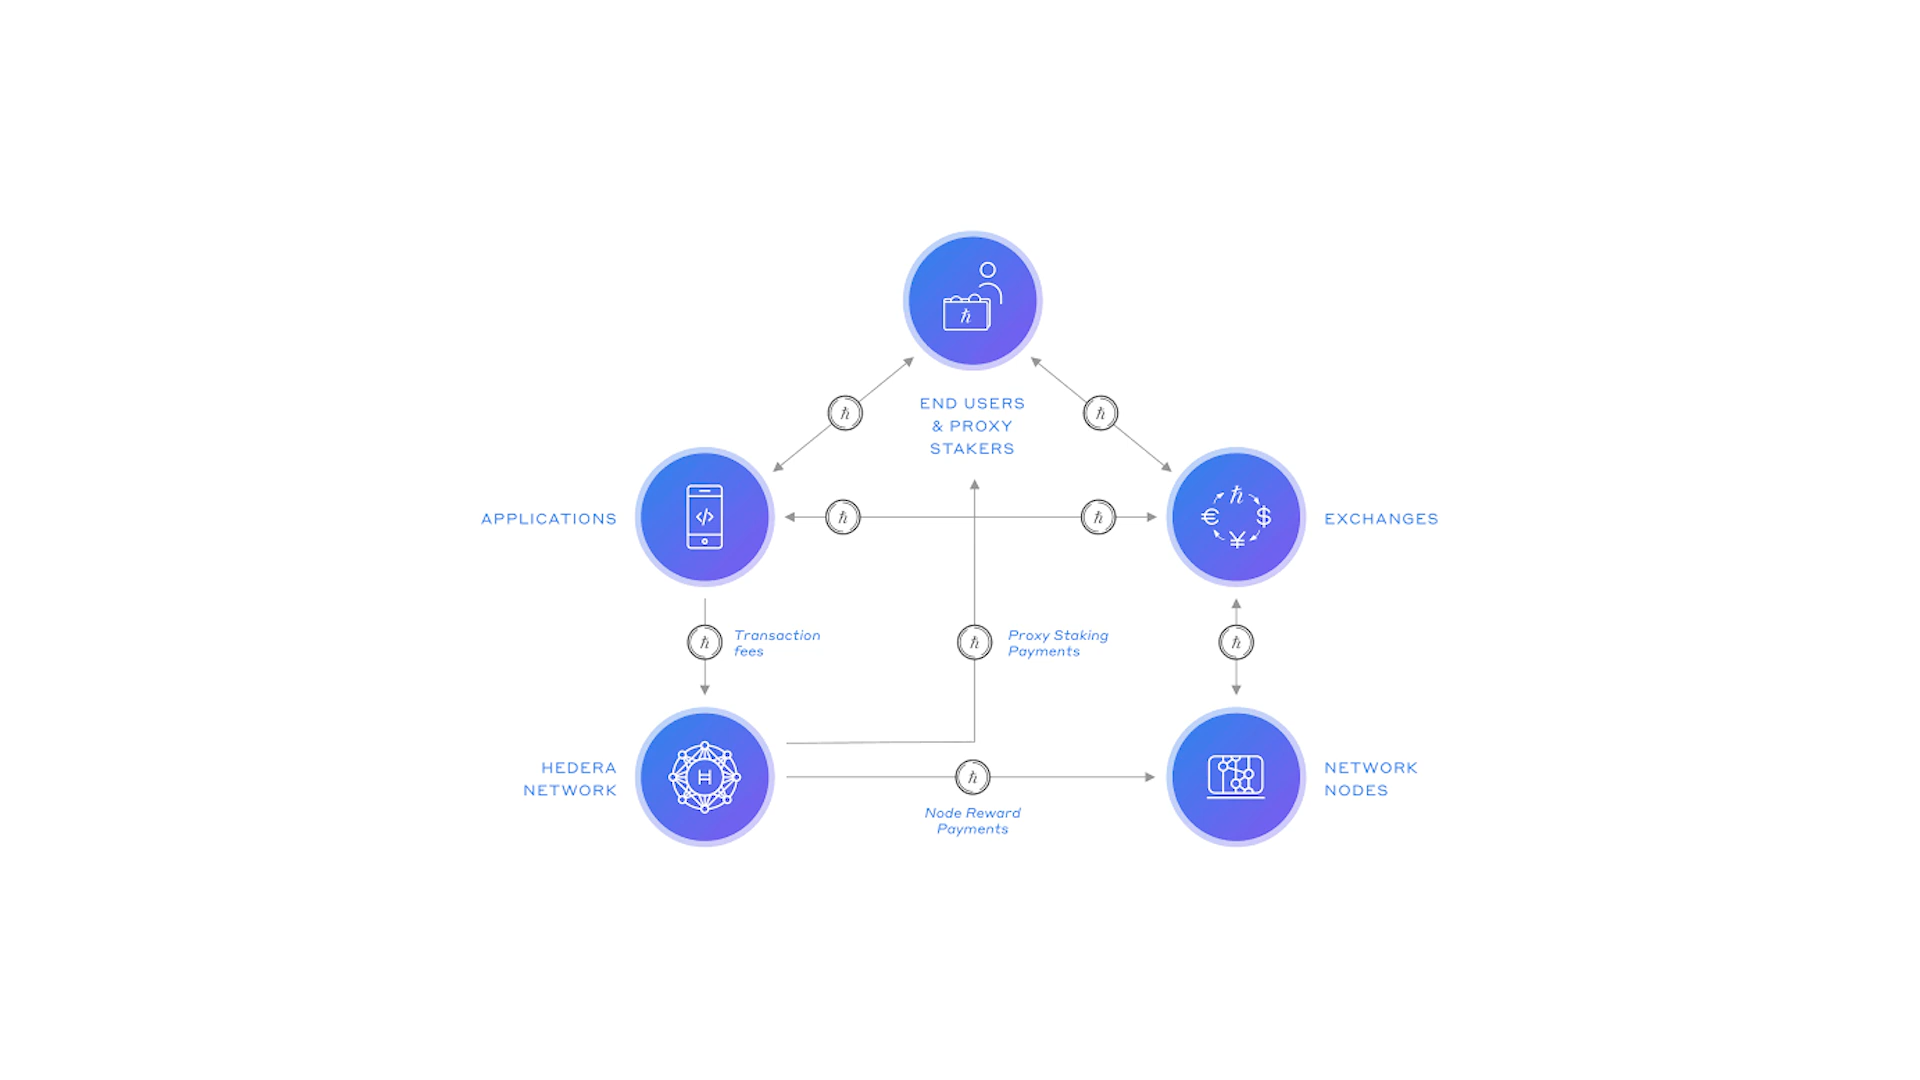 ħ
END USERS
& PROXY
STAKERS
ħ
ħ
APPLICATIONS
</>
ħ
ħ
ħ
€
$
¥
EXCHANGES
ħ
Transaction
fees
ħ
Proxy Staking
Payments
ħ
HEDERA
NETWORK
H
ħ
Node Reward
Payments
NETWORK
NODES